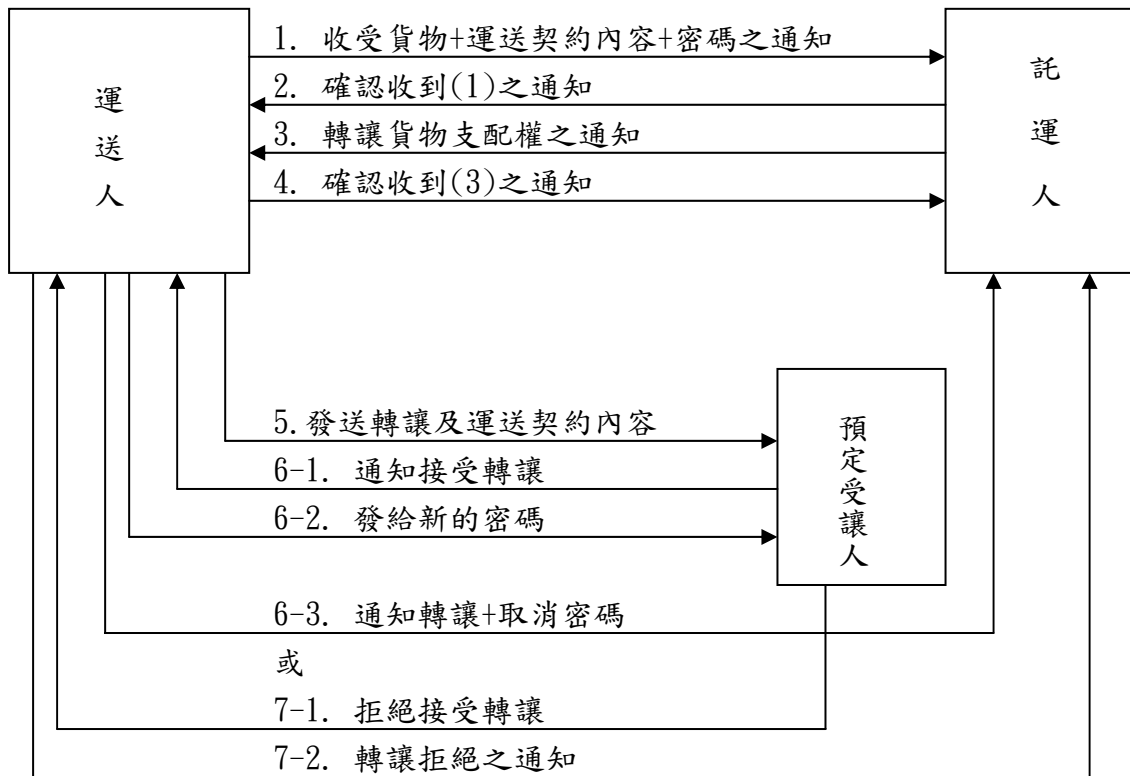 1. 收受貨物+運送契約內容+密碼之通知
2. 確認收到(1)之通知
3. 轉讓貨物支配權之通知
4. 確認收到(3)之通知
運送人
託運人
5.發送轉讓及運送契約內容
6-1. 通知接受轉讓
6-2. 發給新的密碼
預定受讓人
6-3. 通知轉讓+取消密碼
或
7-1. 拒絕接受轉讓
7-2. 轉讓拒絕之通知